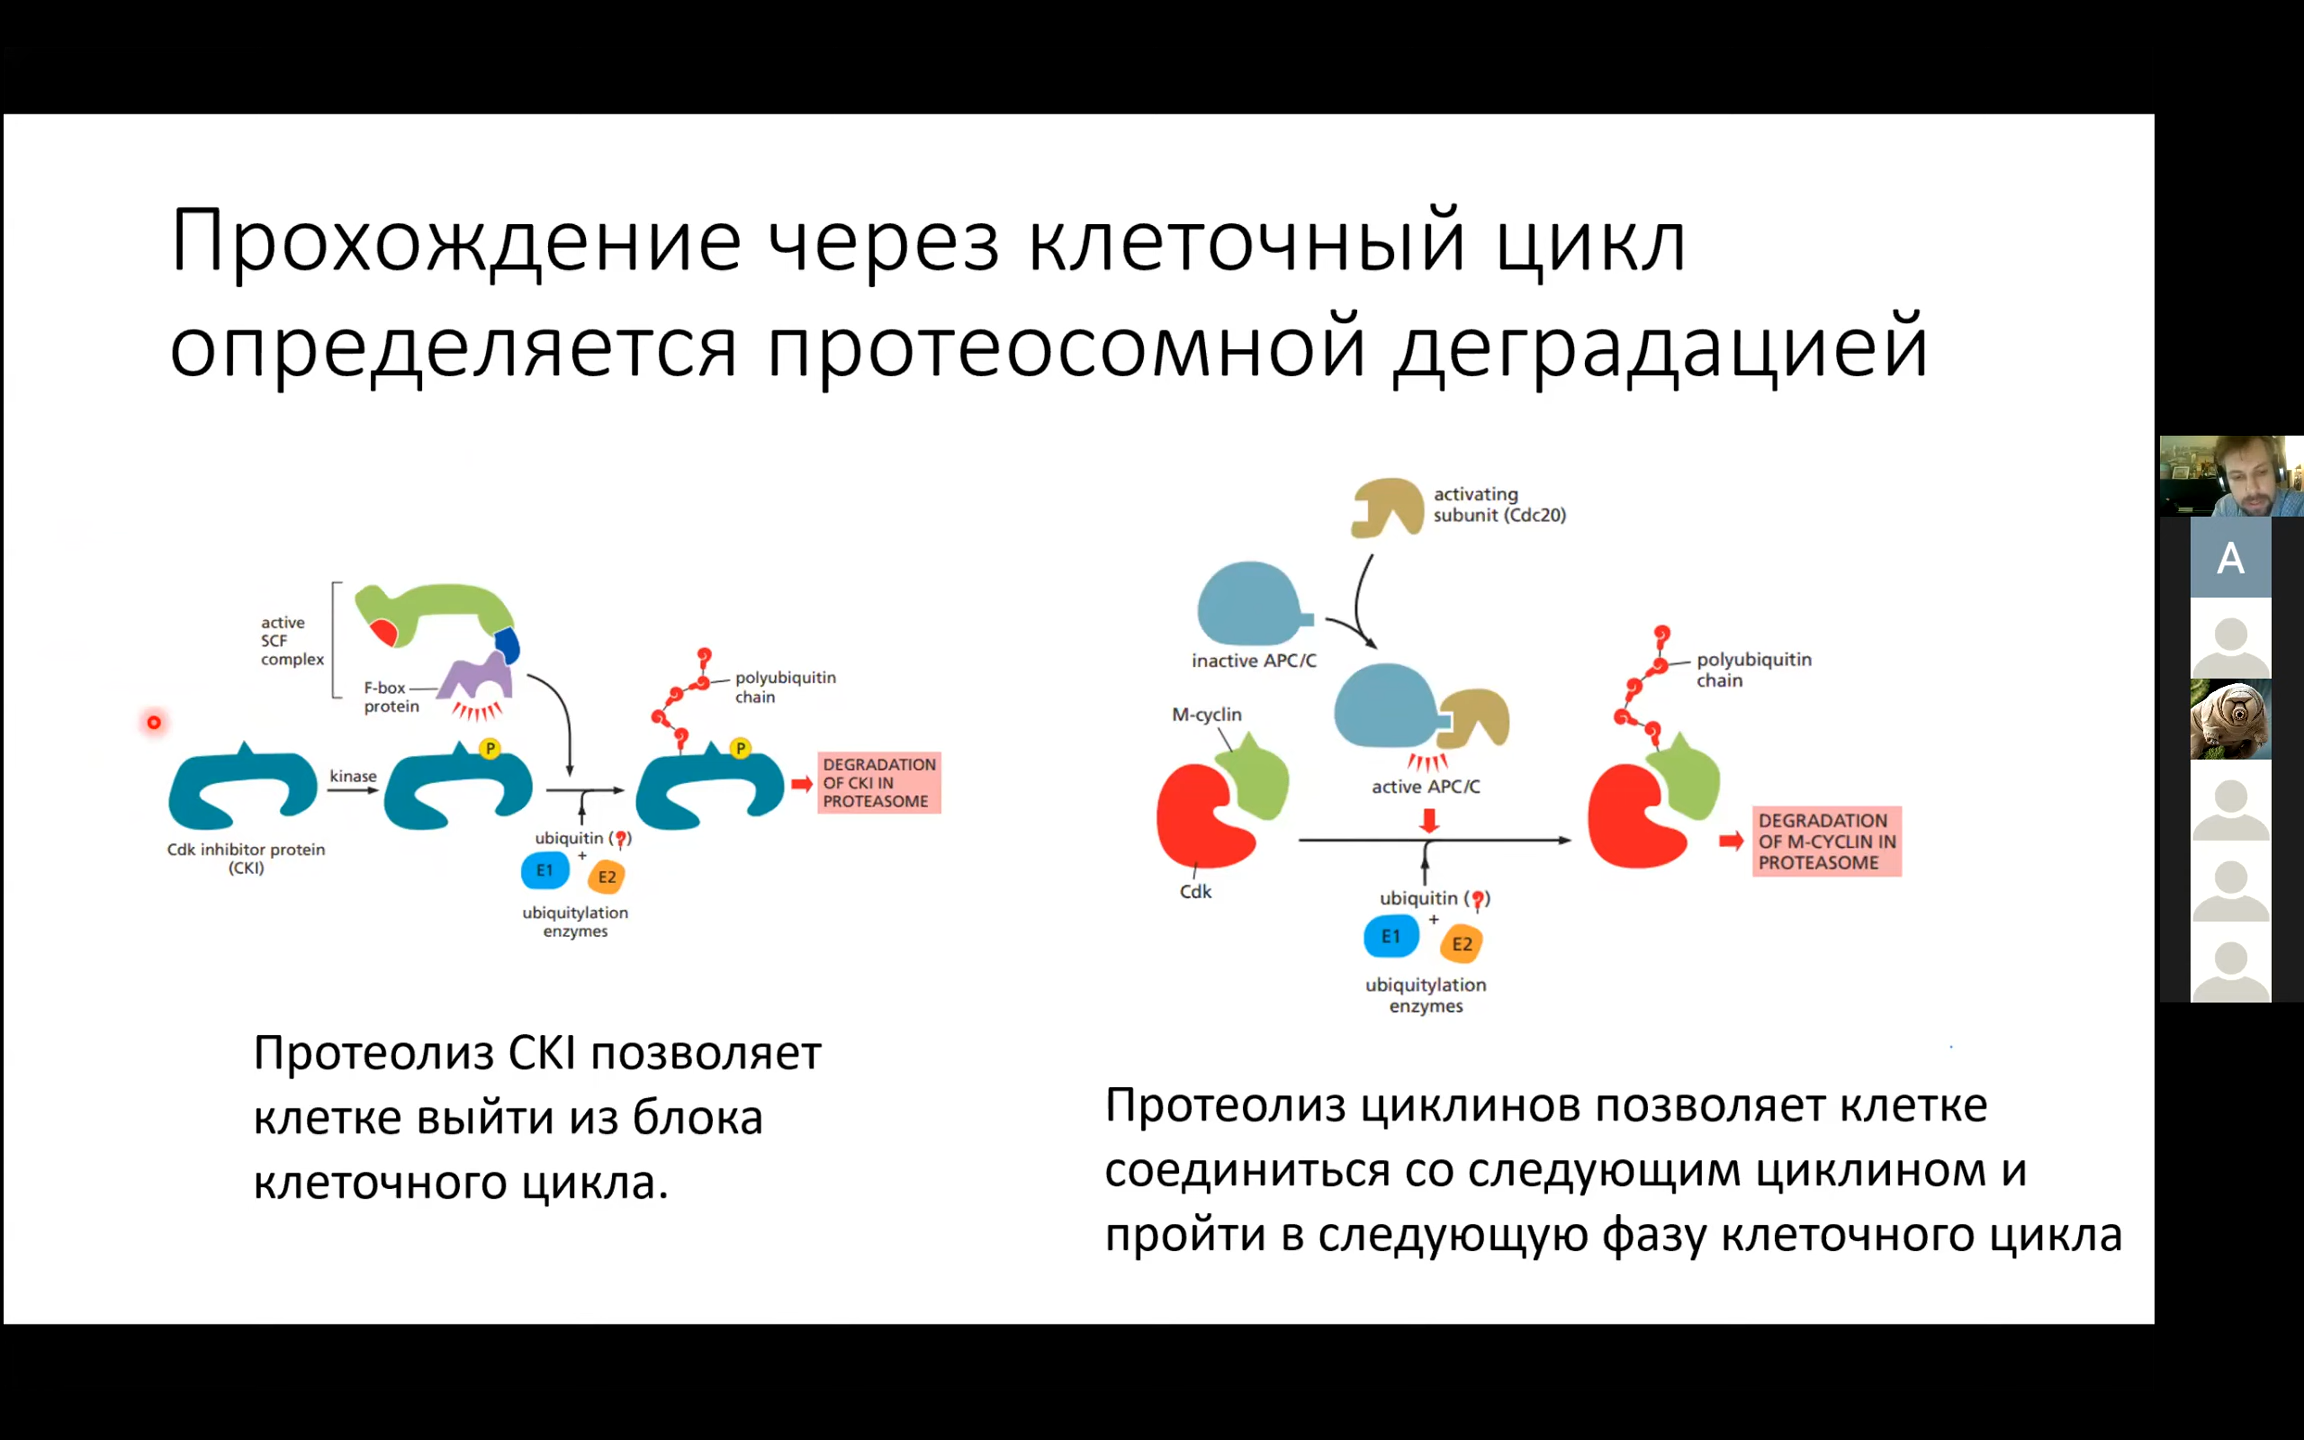 Прохождение через клеточный цикл
определяется протеосомной деградацией
active
SCF
complex
F-box
protein
polyubiquitin
chain
P
P
kinase
DEGRADATION
OF CKI IN
PROTEASOME
Cdk inhibitor protein
(CKI)
ubiquitin ( )
+
E1
E2
ubiquitylation
enzymes
Протеолиз CKI позволяет
клетке выйти из блока
клеточного цикла.
activating
subunit (Cdc20)
inactive APC/C
M-cyclin
active APC/C
polyubiquitin
chain
Cdk
DEGRADATION
OF M-CYCLIN IN
PROTEASOME
ubiquitin ( )
+
E1
E2
ubiquitylation
enzymes
Протеолиз циклинов позволяет клетке
соединиться со следующим циклином и
пройти в следующую фазу клеточного цикла
A